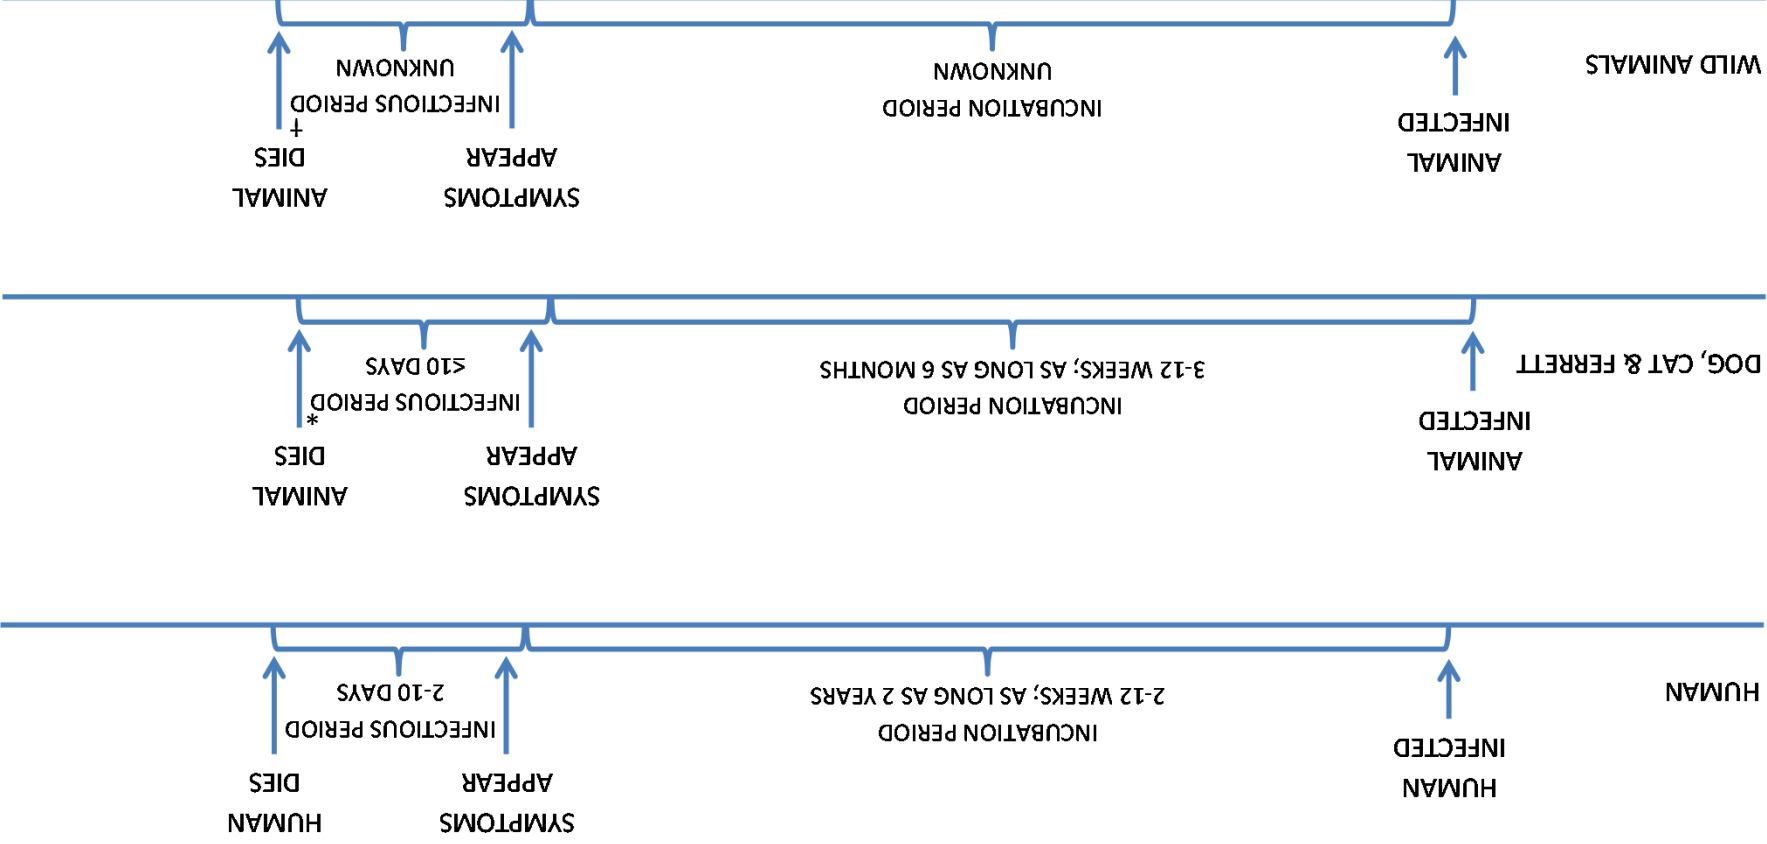 HUMAN
HUMAN
INFECTED
INCUBATION PERIOD
2-12 WEEKS; AS LONG AS 2 YEARS
SYMPTOMS
APPEAR
INFECTIOUS PERIOD
2-10 DAYS
HUMAN
DIES
DOG, CAT & FERRETT
ANIMAL
INFECTED
INCUBATION PERIOD
3-12 WEEKS; AS LONG AS 6 MONTHS
SYMPTOMS
APPEAR
INFECTIOUS PERIOD
≤10 DAYS
ANIMAL
DIES
*
WILD ANIMALS
ANIMAL
INFECTED
INCUBATION PERIOD
UNKNOWN
SYMPTOMS
APPEAR
INFECTIOUS PERIOD
UNKNOWN
ANIMAL
DIES
†